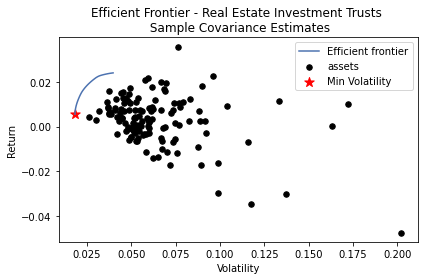 Efficient Frontier - Real Estate Investment Trusts
Sample Covariance Estimates
Efficient frontier
assets
Min Volatility
Return
0.02
0.00
−0.02
−0.04
0.025
0.050
0.075
0.100
0.125
0.150
0.175
0.200
Volatility